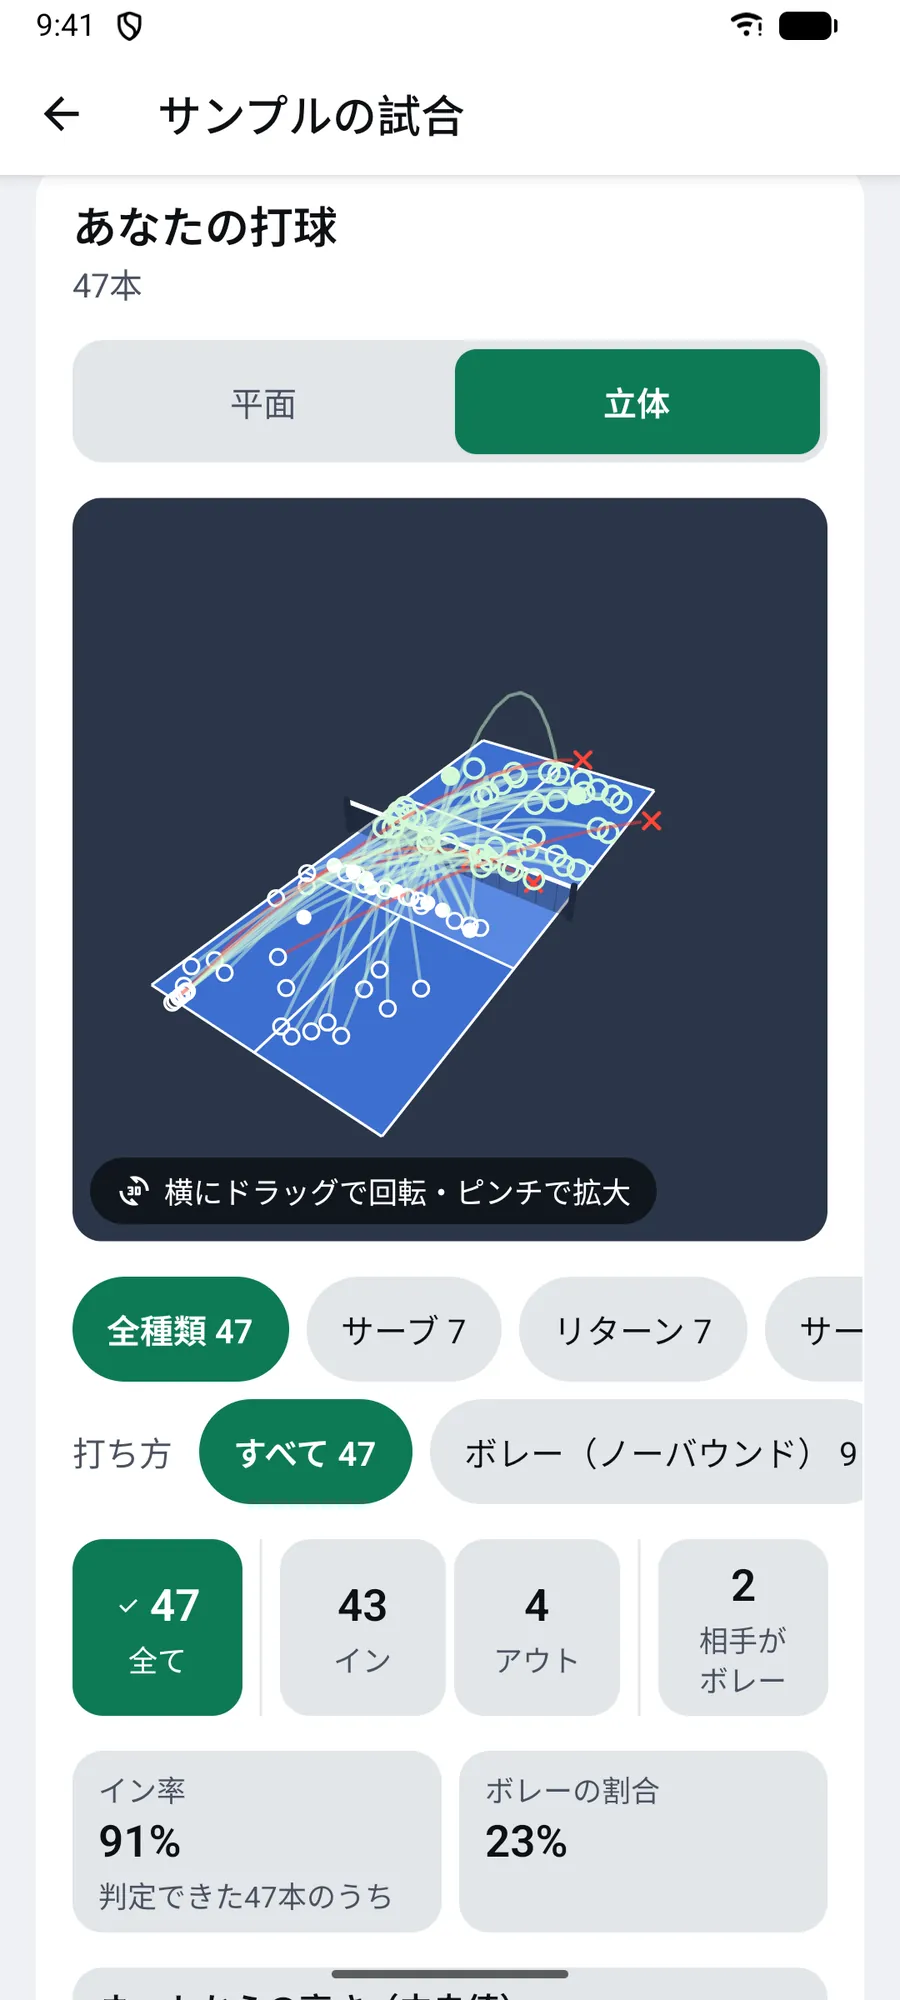 9:41
サンプルの試合
あなたの打球
47本
平面
立体
横にドラッグで回転・ピンチで拡大
全種類 47
サーブ 7
リターン 7
サー
打ち方
すべて 47
ボレー（ノーバウンド） 9
47
全て
43
イン
4
アウト
2
相手が
ボレー
イン率
91%
判定できた47本のうち
ボレーの割合
23%